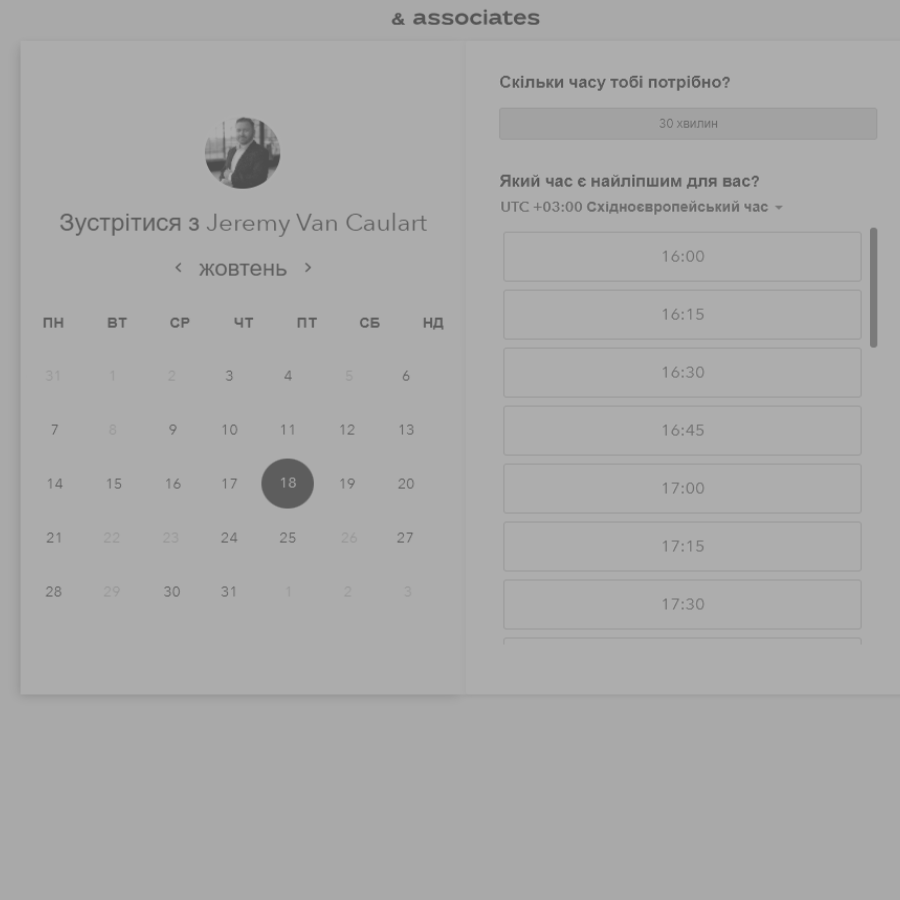 & associates
Зустрітися з Jeremy Van Caulart
жовтень
ПН ВТ СР ЧТ ПТ СБ НД
31 1 2 3 4 5 6
7 8 9 10 11 12 13
14 15 16 17 18 19 20
21 22 23 24 25 26 27
28 29 30 31 1 2 3
Скільки часу тобі потрібно?
30 хвилин
Який час є найліпшим для вас?
UTC +03:00 Східноєвропейський час
16:00
16:15
16:30
16:45
17:00
17:15
17:30